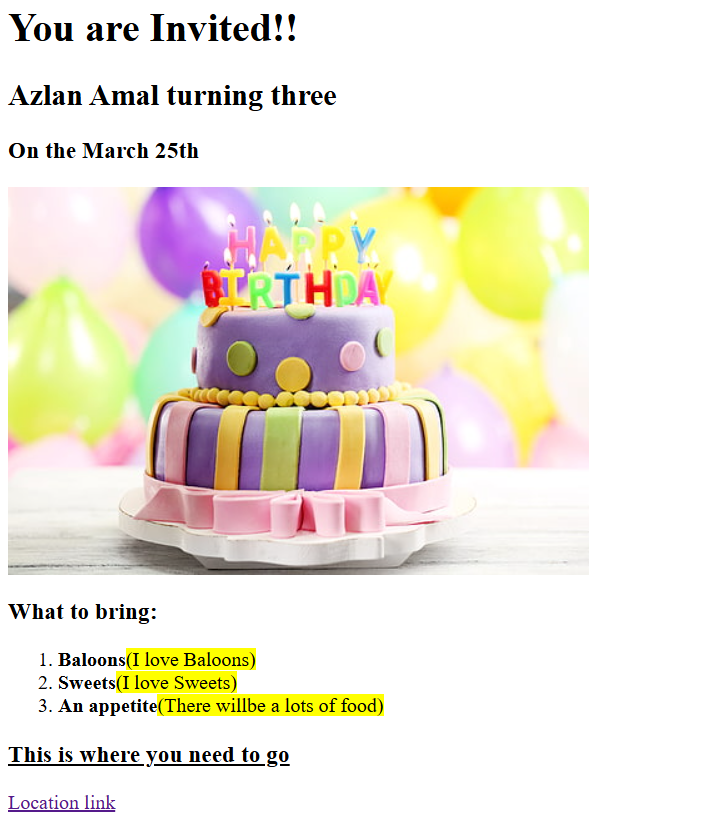 You are Invited!!
Azlan Amal turning three
On the March 25th
HAPPY
BIRTHDAY
What to bring:
1. Baloons(I love Baloons)
2. Sweets(I love Sweets)
3. An appetite(There willbe a lots of food)
This is where you need to go
Location link